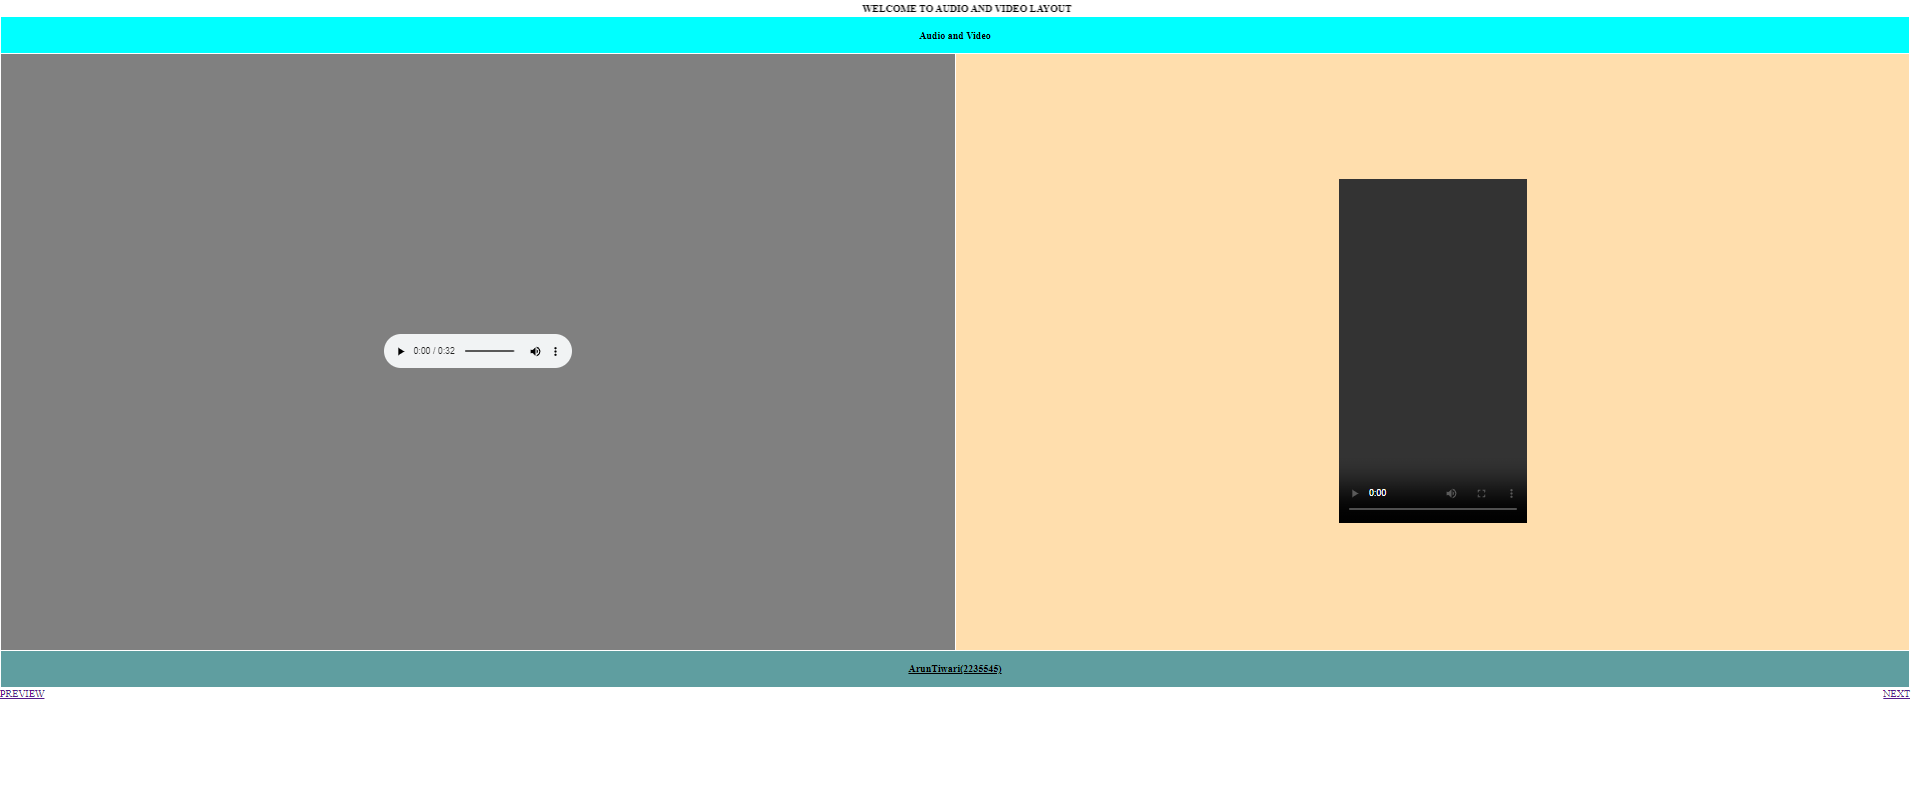 WELCOME TO AUDIO AND VIDEO LAYOUT
Audio and Video
0:00 / 0:32
0:00
ArunTiwari(2235545)
PREVIEW
NEXT